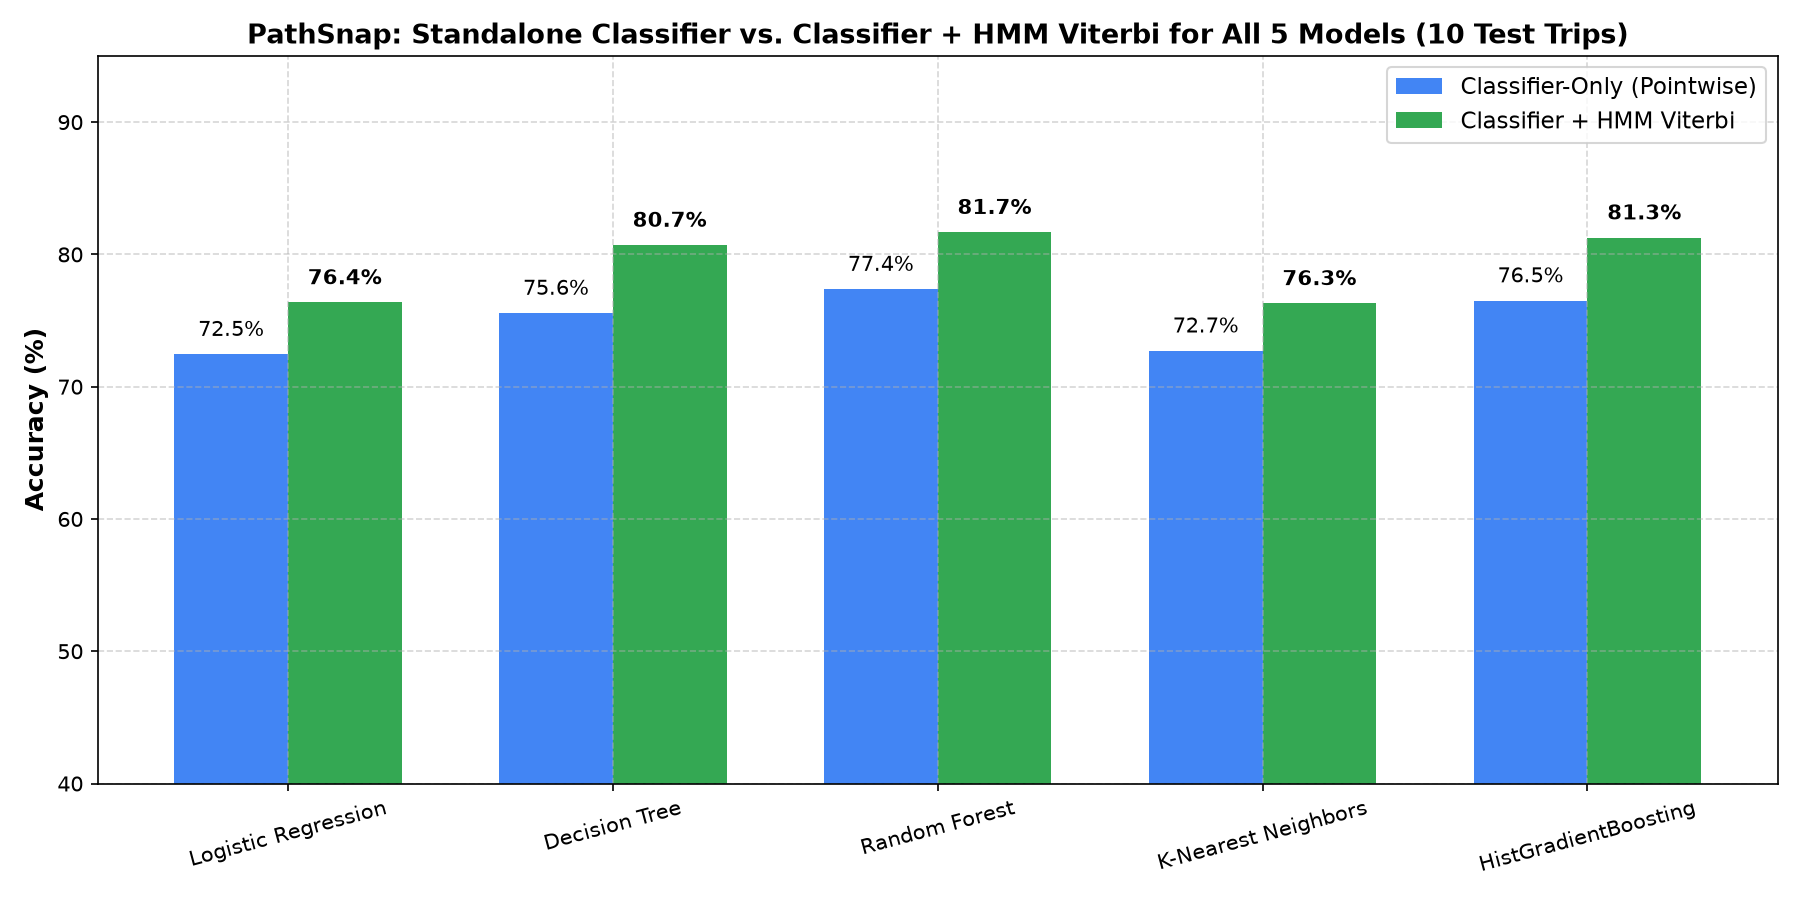 PathSnap: Standalone Classifier vs. Classifier + HMM Viterbi for All 5 Models (10 Test Trips)
Classifier-Only (Pointwise)
Classifier + HMM Viterbi
Accuracy (%)
90
80
70
60
50
40
72.5%
76.4%
75.6%
80.7%
77.4%
81.7%
72.7%
76.3%
76.5%
81.3%
Logistic Regression
Decision Tree
Random Forest
K-Nearest Neighbors
HistGradientBoosting